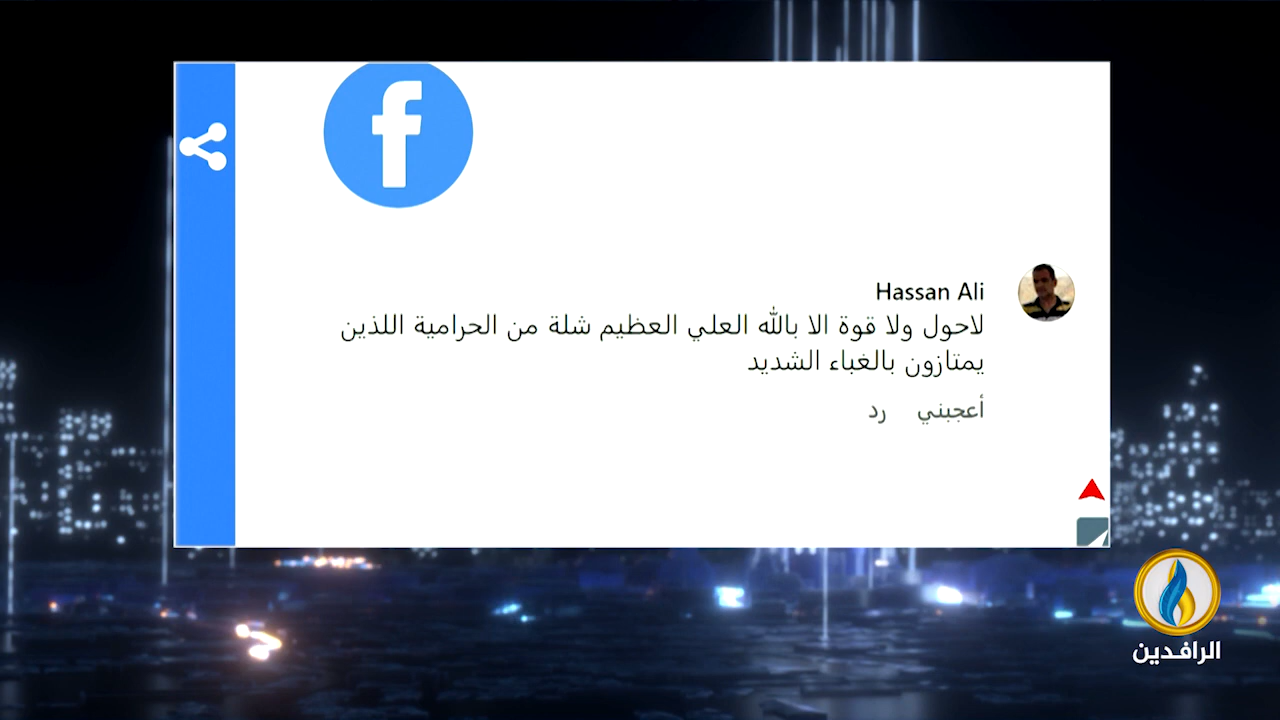 Hassan Ali
لاحول ولا قوة الا بالله العلي العظيم شلة من الحرامية اللذين
يمتازون بالغباء الشديد
أعجبني رد
الرافدين